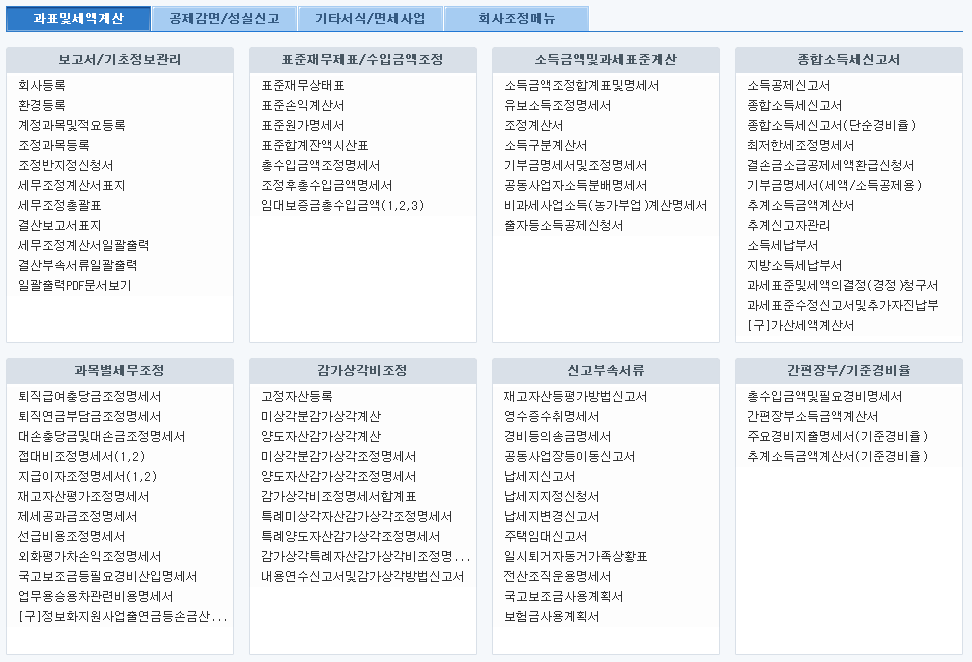 과표및세액계산
공제감면/성실신고
기타서식/면세사업
회사조정메뉴
보고서/기초정보관리
회사등록
환경등록
계정과목및적요등록
조정과목등록
조정반지정신청서
세무조정계산서표지
세무조정총괄표
결산보고서표지
세무조정계산서일괄출력
결산부속서류일괄출력
일괄출력PDF문서보기
표준재무제표/수입금액조정
표준재무상태표
표준손익계산서
표준원가명세서
표준합계잔액시산표
총수입금액조정명세서
조정후총수입금액명세서
임대보증금총수입금액(1,2,3)
소득금액및과세표준계산
소득금액조정합계표및명세서
유보소득조정명세서
조정계산서
소득구분계산서
기부금명세서및조정명세서
공동사업자소득분배명세서
비과세사업소득(농가부업)계산명세서
출자등소득공제신청서
종합소득세신고서
소득공제신고서
종합소득세신고서
종합소득세신고서(단순경비율)
최저한세조정명세서
결손금소급공제세액환급신청서
기부금명세서(세액/소득공제용)
추계소득금액계산서
추계신고자관리
소득세납부서
지방소득세납부서
과세표준및세액의결정(경정)청구서
과세표준수정신고서및추가자진납부
[구]가산세액계산서
과목별세무조정
퇴직급여충당금조정명세서
퇴직연금부담금조정명세서
대손충당금및대손금조정명세서
접대비조정명세서(1,2)
지급이자조정명세서(1,2)
재고자산평가조정명세서
제세공과금조정명세서
선급비용조정명세서
외화평가차손익조정명세서
국고보조금등필요경비산입명세서
업무용승용차관련비용명세서
[구]정보화지원사업출연금등손금산...
감가상각비조정
고정자산등록
미상각분감가상각계산
양도자산감가상각계산
미상각분감가상각조정명세서
양도자산감가상각조정명세서
감가상각비조정명세서합계표
특례미상각자산감가상각조정명세서
특례양도자산감가상각조정명세서
감가상각특례자산감가상각비조정명...
내용연수신고서및감가상각방법신고서
신고부속서류
재고자산등평가방법신고서
영수증수취명세서
경비등의송금명세서
공동사업장등이동신고서
납세지신고서
납세지지정신청서
납세지변경신고서
주택임대신고서
일시퇴거자동거가족상황표
전산조직운용명세서
국고보조금사용계획서
보험금사용계획서
간편장부/기준경비율
총수입금액및필요경비명세서
간편장부소득금액계산서
주요경비지출명세서(기준경비율)
추계소득금액계산서(기준경비율)